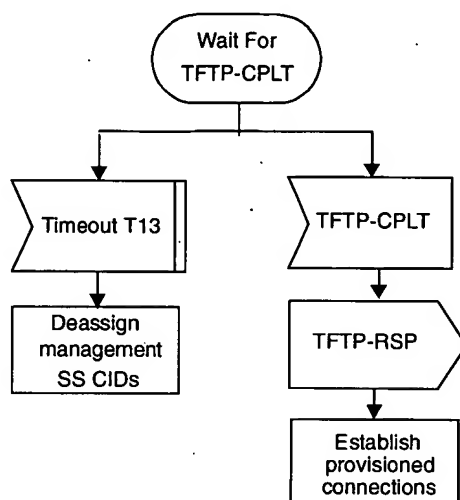 Wait For
TFTP-CPLT
Timeout T13
TFTP-CPLT
Deassign
management
SS CIDs
TFTP-RSP
Establish
provisioned
connections